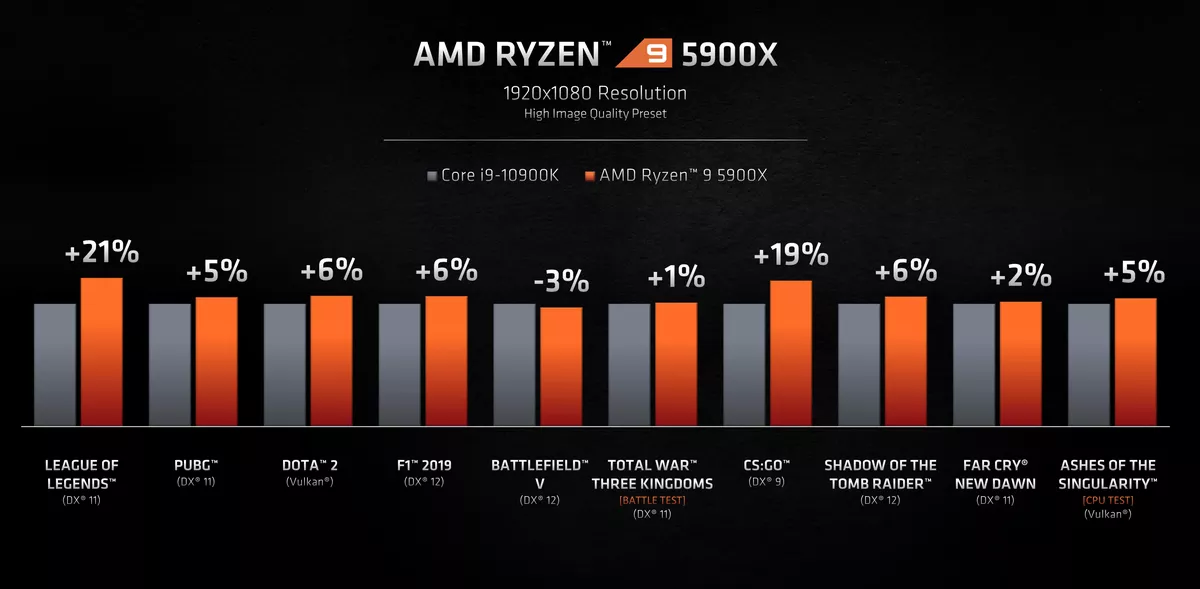 AMD RYZEN™ 9 5900X
1920x1080 Resolution
High Image Quality Preset
Core i9-10900K AMD Ryzen™ 9 5900X
+21% +5% +6% +6% -3% +1% +19% +6% +2% +5%
LEAGUE OF
LEGENDS™
(DX® 11)
PUBG™
(DX® 11)
DOTA™ 2
(Vulkan®)
F1™ 2019
(DX® 12)
BATTLEFIELD™
V
(DX® 12)
TOTAL WAR™
THREE KINGDOMS
[BATTLE TEST]
(DX® 11)
CS:GO™
(DX® 9)
SHADOW OF THE
TOMB RAIDER™
(DX® 12)
FAR CRY®
NEW DAWN
(DX® 11)
ASHES OF THE
SINGULARITY™
[CPU TEST]
(Vulkan®)